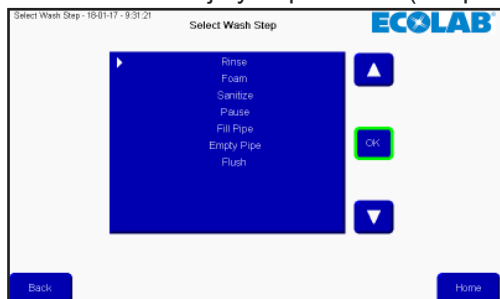 Select Wash Step - 18-01-17 - 9:31:21
Select Wash Step
ECOLAB®
Rinse
Foam
Sanitize
Pause
Fill Pipe
Empty Pipe
Flush
OK
Back
Home